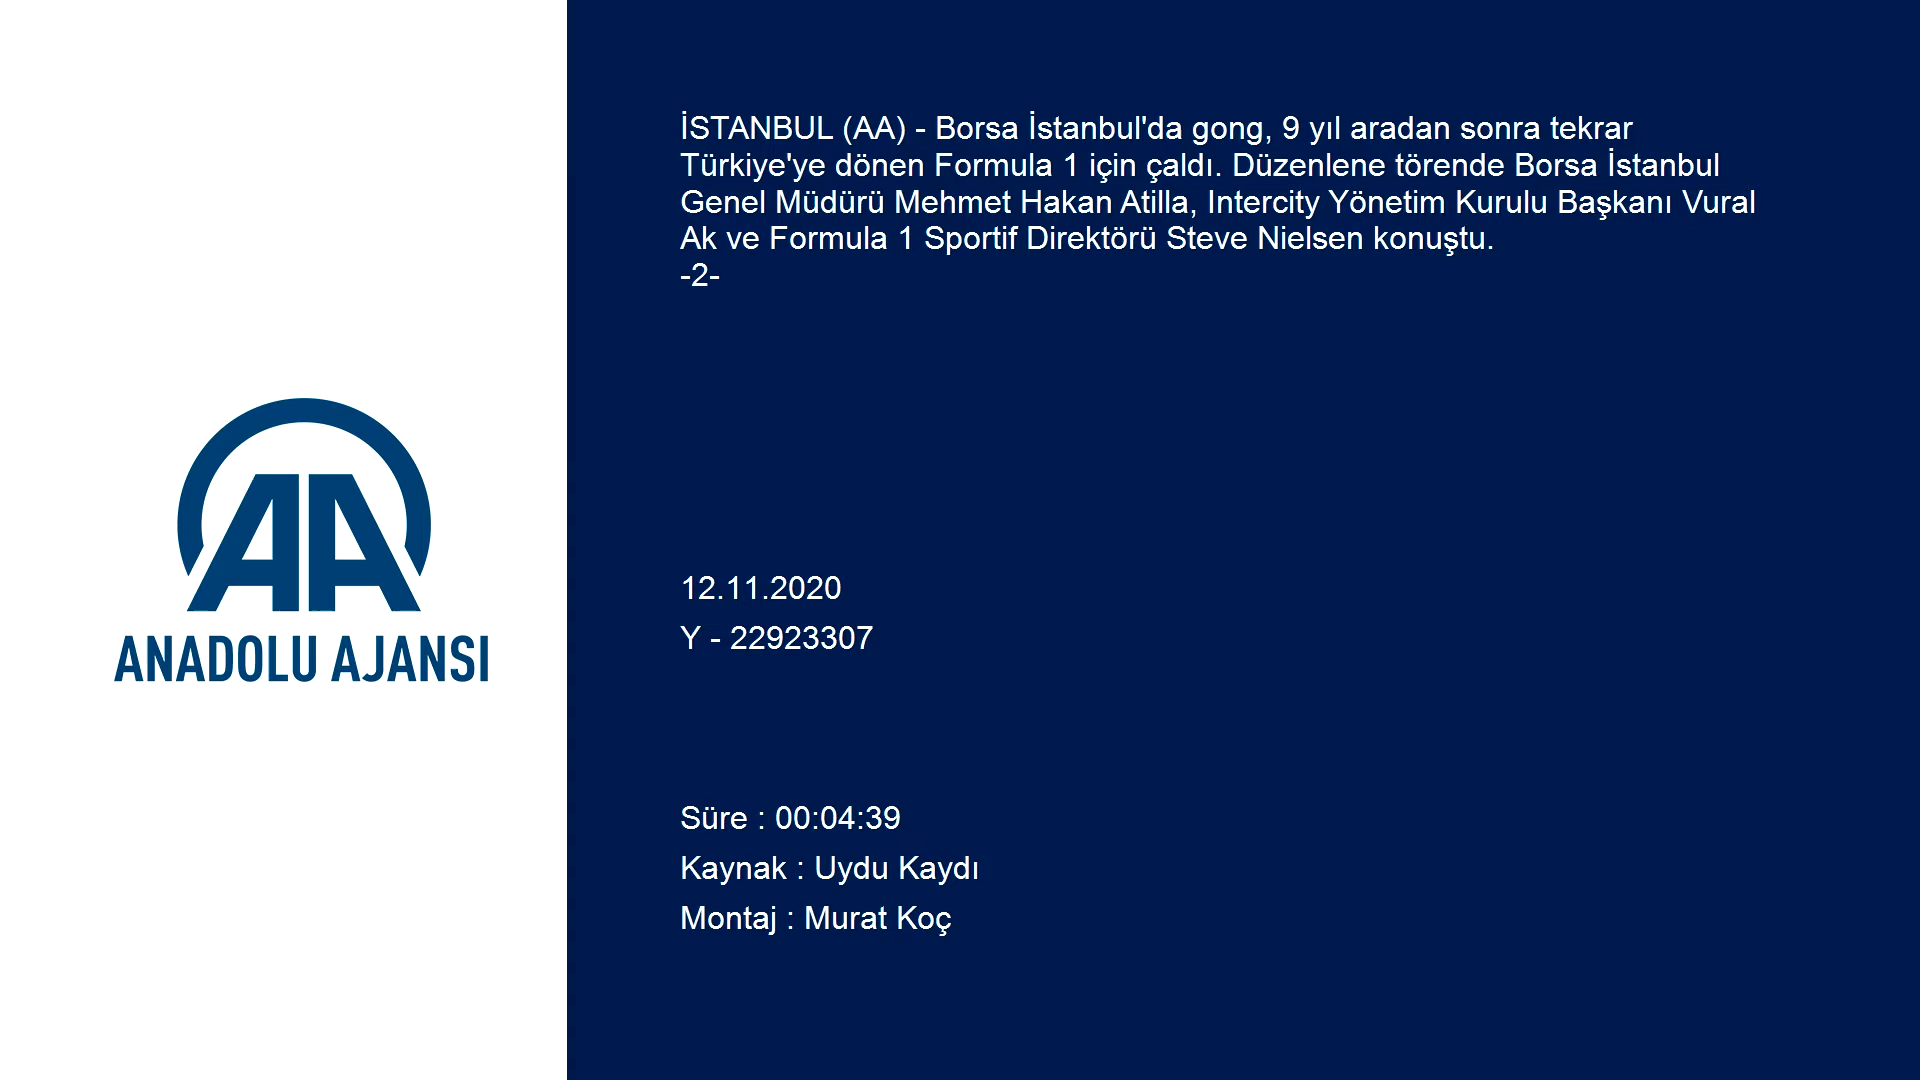 İSTANBUL (AA) - Borsa İstanbul'da gong, 9 yıl aradan sonra tekrar
Türkiye'ye dönen Formula 1 için çaldı. Düzenlene törende Borsa İstanbul
Genel Müdürü Mehmet Hakan Atilla, Intercity Yönetim Kurulu Başkanı Vural
Ak ve Formula 1 Sportif Direktörü Steve Nielsen konuştu.
-2-
AA
ANADOLU AJANSI
12.11.2020
Y - 22923307
Süre : 00:04:39
Kaynak : Uydu Kaydı
Montaj : Murat Koç